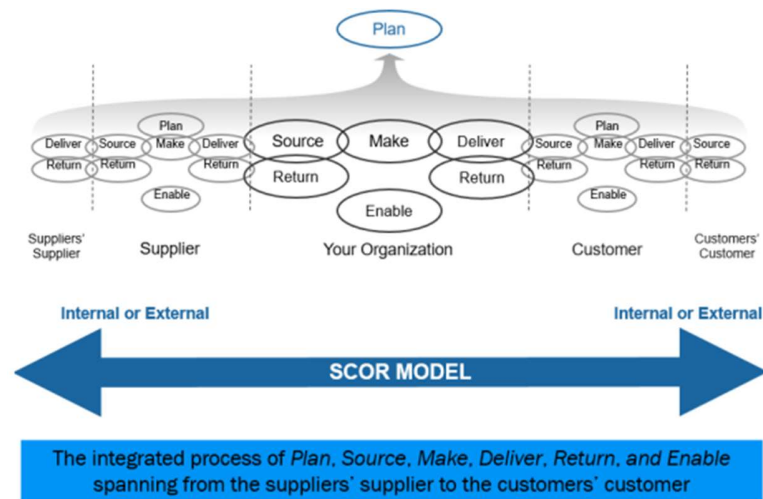 Plan
Plan
Plan
Deliver
Source
Make
Deliver
Source
Make
Deliver
Source
Make
Deliver
Source
Return
Return
Return
Return
Return
Return
Return
Return
Enable
Enable
Enable
Suppliers'
Supplier
Supplier
Your Organization
Customer
Customers'
Customer
Internal or External
Internal or External
SCOR MODEL
The integrated process of Plan, Source, Make, Deliver, Return, and Enable
spanning from the suppliers' supplier to the customers' customer